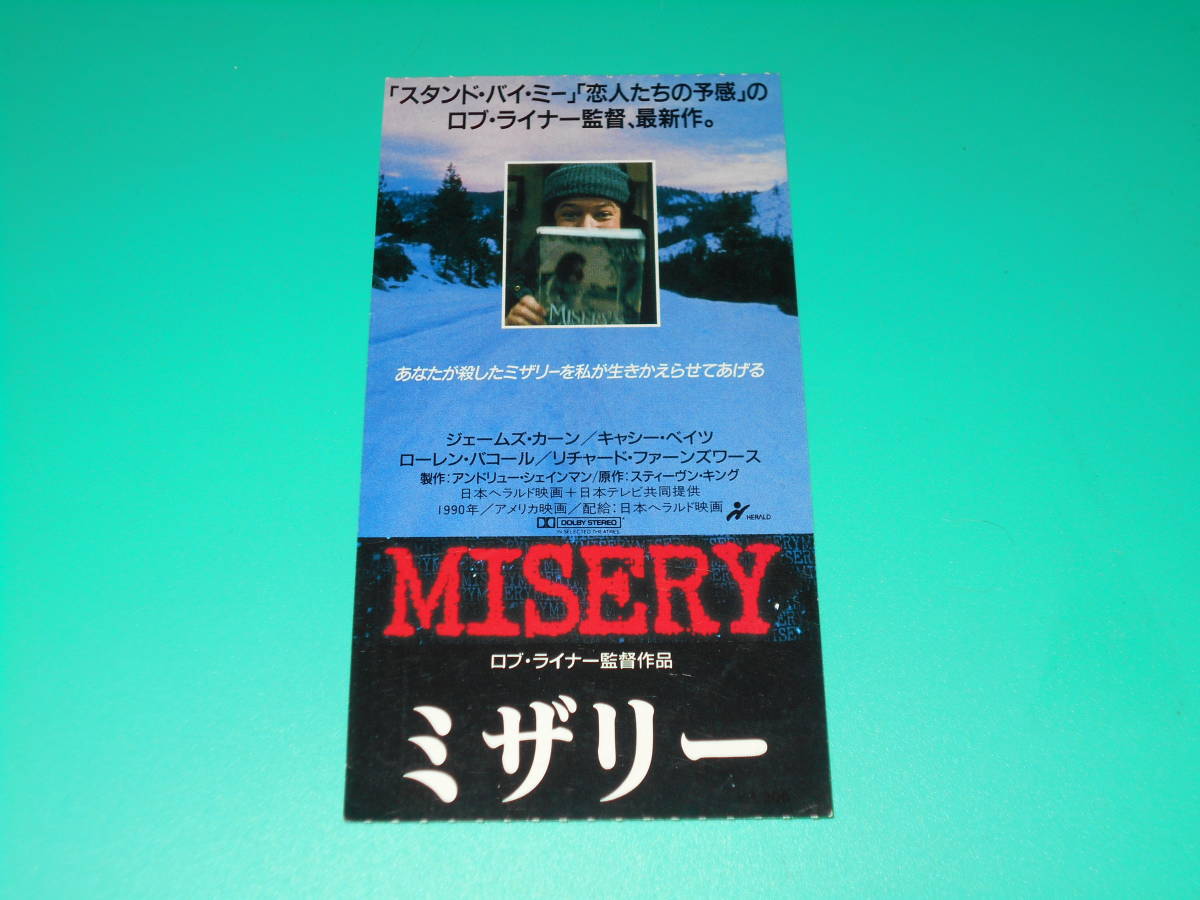 「スタンド・バイ・ミー」「恋人たちの予感」の
ロブ・ライナー監督、最新作。
MISERY
あなたが殺したミザリーを私が生きかえらせてあげる
ジェームズ・カーン/キャシー・ベイツ
ローレン・バコール/リチャード・ファーンズワース
製作:アンドリュー・シェインマン/原作:スティーヴン・キング
日本ヘラルド映画+日本テレビ共同提供
1990年/アメリカ映画/配給:日本ヘラルド映画 HERALD
DOLBY STEREO
IN SELECTED THEATRES
MISERY
ロブ・ライナー監督作品
ミザリー